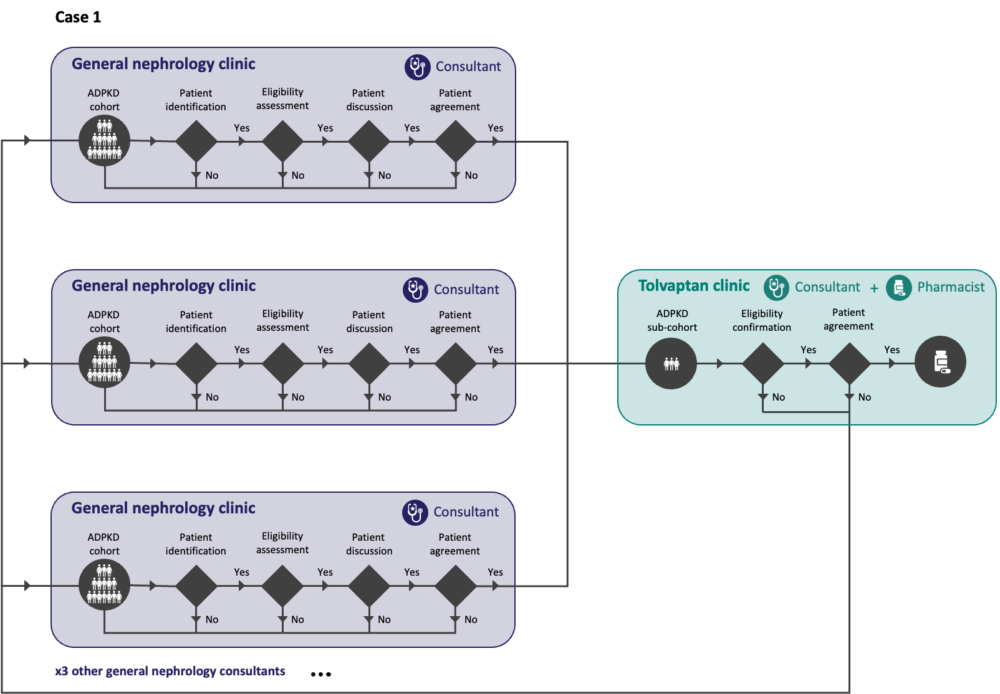 Case 1
General nephrology clinic
Consultant
ADPKD
cohort
Patient
identification
Eligibility
assessment
Patient
discussion
Patient
agreement
Yes
Yes
Yes
Yes
No
No
No
No
General nephrology clinic
Consultant
ADPKD
cohort
Patient
identification
Eligibility
assessment
Patient
discussion
Patient
agreement
Yes
Yes
Yes
Yes
No
No
No
No
Tolvaptan clinic
Consultant + Pharmacist
ADPKD
sub-cohort
Eligibility
confirmation
Patient
agreement
Yes
Yes
No
No
General nephrology clinic
Consultant
ADPKD
cohort
Patient
identification
Eligibility
assessment
Patient
discussion
Patient
agreement
Yes
Yes
Yes
Yes
No
No
No
No
x3 other general nephrology consultants ...